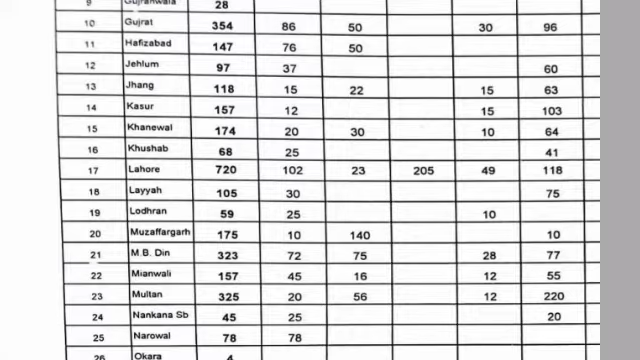 9 Gujranwala 28
10 Gujrat 354 86 50 30 96
11 Hafizabad 147 76 50
12 Jehlum 97 37 60
13 Jhang 118 15 22 15 63
14 Kasur 157 12 15 103
15 Khanewal 174 20 30 10 64
16 Khushab 68 25 41
17 Lahore 720 102 23 205 49 118
18 Layyah 105 30 75
19 Lodhran 59 25 10
20 Muzaffargarh 175 10 140 10
21 M.B. Din 323 72 75 28 77
22 Mianwali 157 45 16 12 55
23 Multan 325 20 56 12 220
24 Nankana Sb 45 25 20
25 Narowal 78 78
26 Okara 4